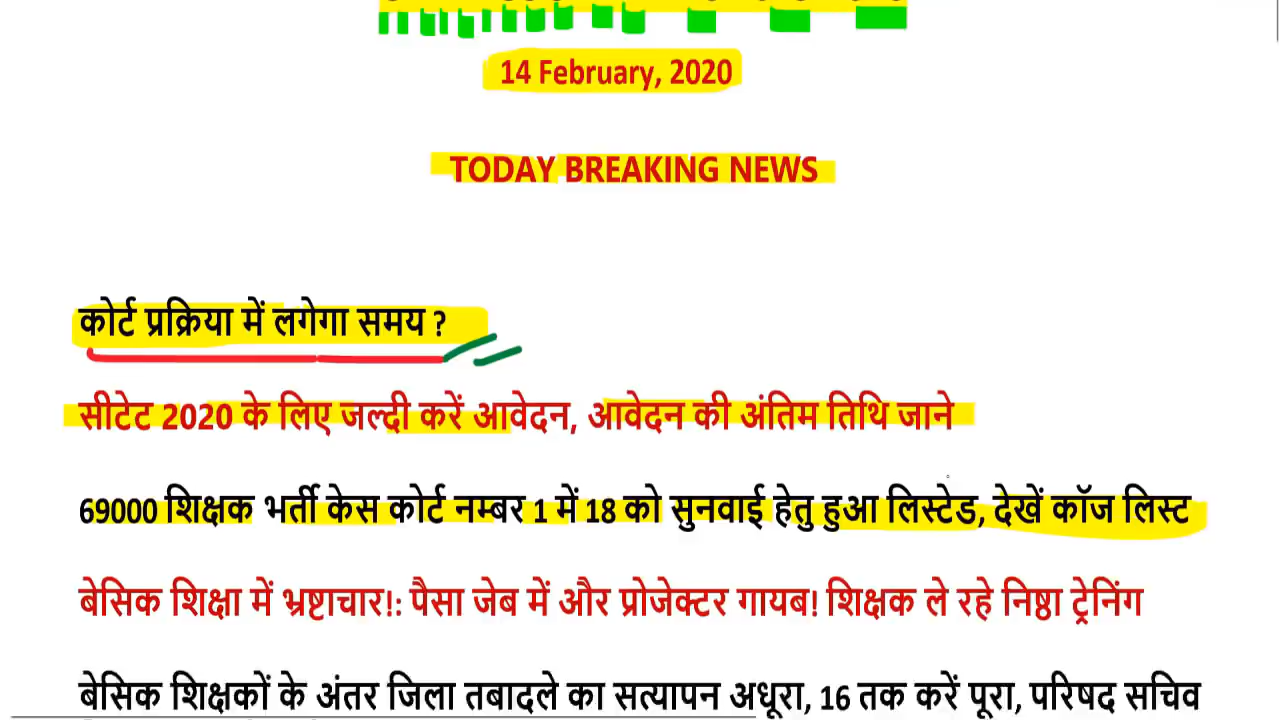 14 February, 2020
TODAY BREAKING NEWS
कोर्ट प्रक्रिया में लगेगा समय ?
सीटेट 2020 के लिए जल्दी करें आवेदन, आवेदन की अंतिम तिथि जाने
69000 शिक्षक भर्ती केस कोर्ट नम्बर 1 में 18 को सुनवाई हेतु हुआ लिस्टेड, देखें कॉज लिस्ट
बेसिक शिक्षा में भ्रष्टाचार!: पैसा जेब में और प्रोजेक्टर गायब! शिक्षक ले रहे निष्ठा ट्रेनिंग
बेसिक शिक्षकों के अंतर जिला तबादले का सत्यापन अधूरा, 16 तक करें पूरा, परिषद सचिव